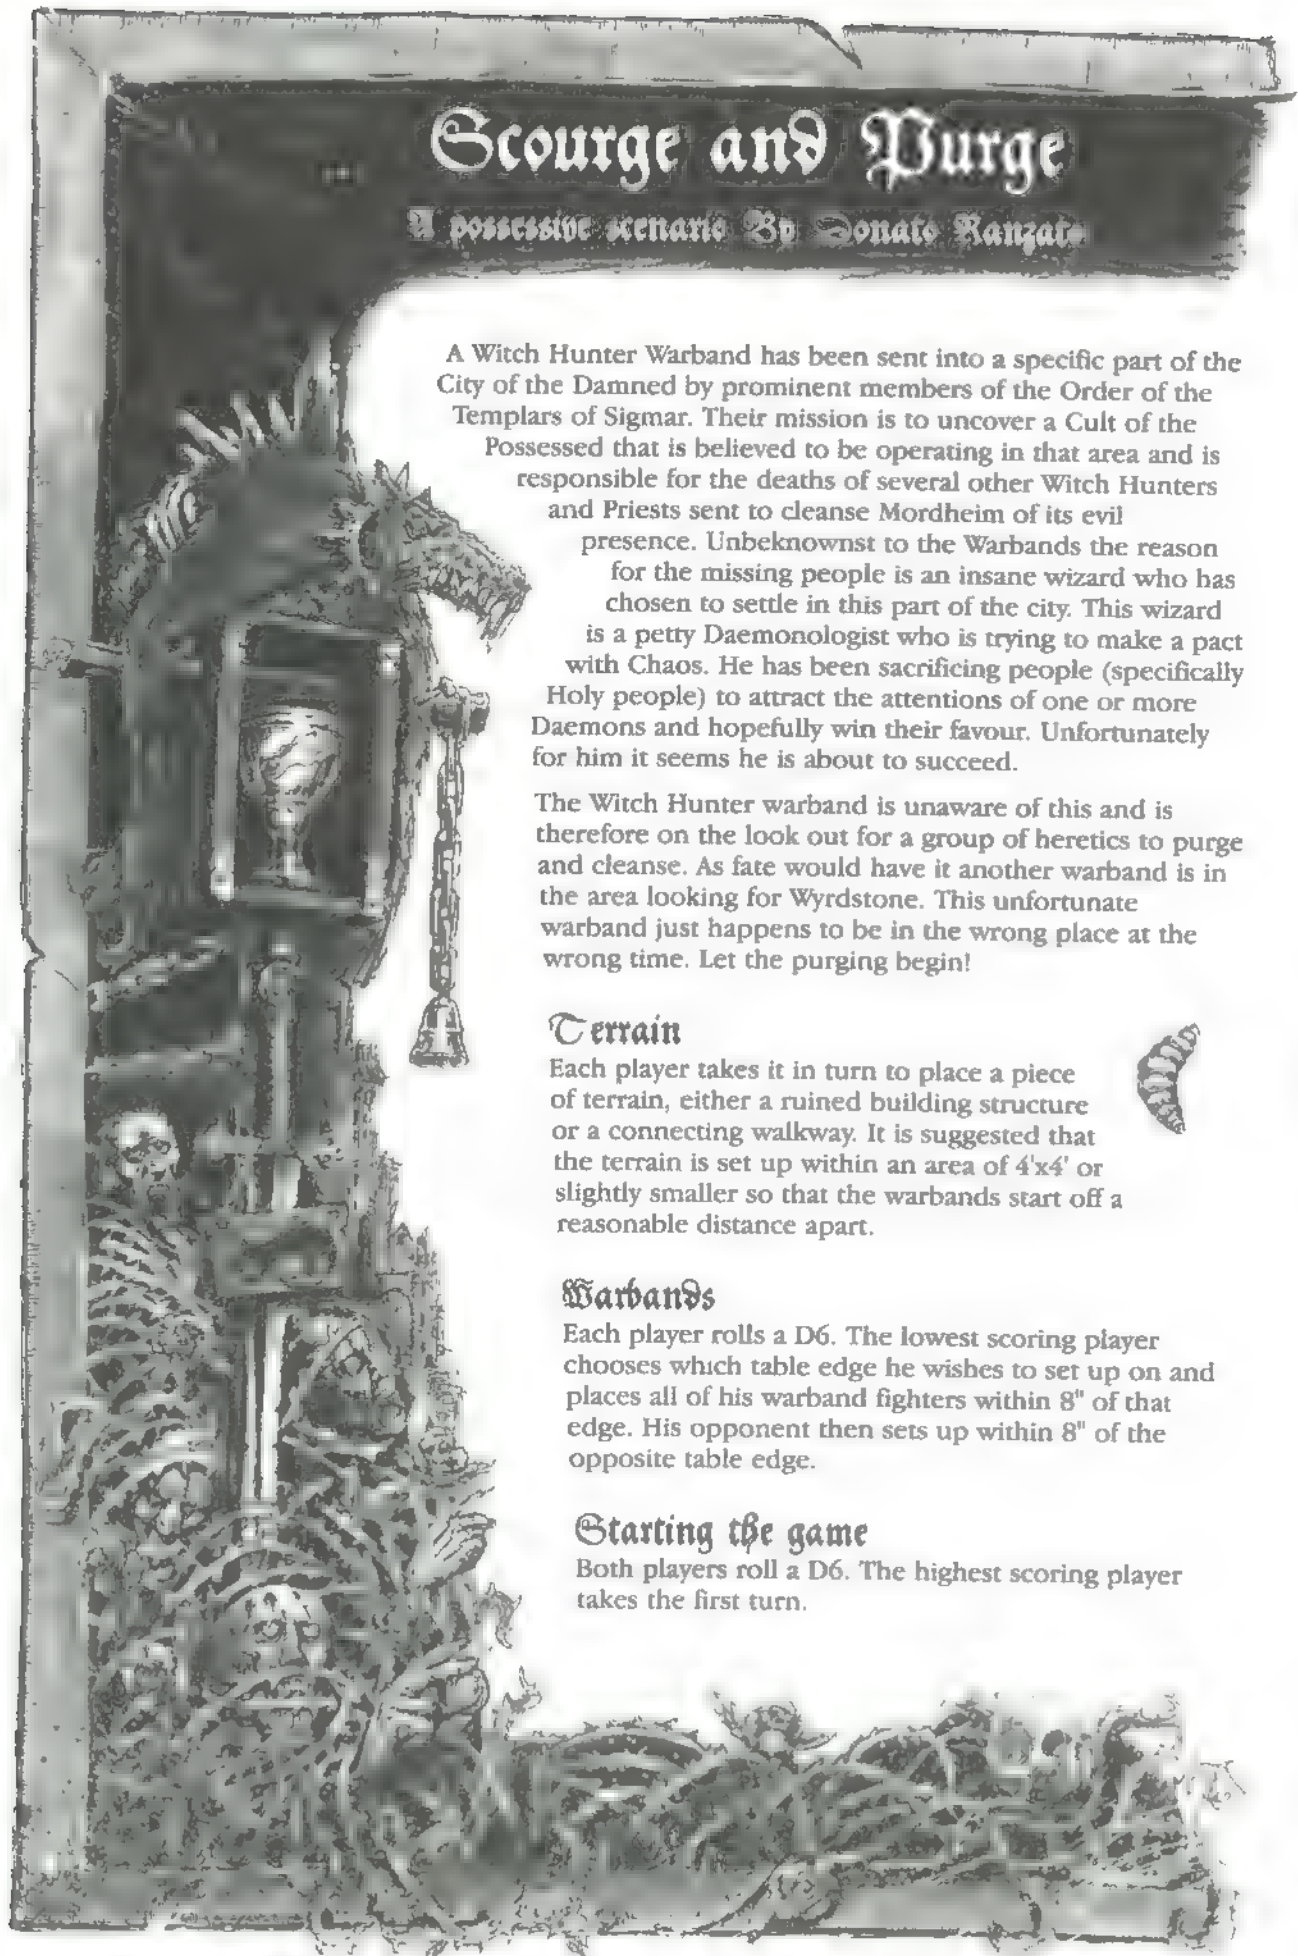 Scourge and Purge
A possessive scenario By Donato Ranzato
A Witch Hunter Warband has been sent into a specific part of the
City of the Damned by prominent members of the Order of the
Templars of Sigmar. Their mission is to uncover a Cult of the
Possessed that is believed to be operating in that area and is
responsible for the deaths of several other Witch Hunters
and Priests sent to cleanse Mordheim of its evil
presence. Unbeknownst to the Warbands the reason
for the missing people is an insane wizard who has
chosen to settle in this part of the city. This wizard
is a petty Daemonologist who is trying to make a pact
with Chaos. He has been sacrificing people (specifically
Holy people) to attract the attentions of one or more
Daemons and hopefully win their favour. Unfortunately
for him it seems he is about to succeed.
The Witch Hunter warband is unaware of this and is
therefore on the look out for a group of heretics to purge
and cleanse. As fate would have it another warband is in
the area looking for Wyrdstone. This unfortunate
warband just happens to be in the wrong place at the
wrong time. Let the purging begin!
Terrain
Each player takes it in turn to place a piece
of terrain, either a ruined building structure
or a connecting walkway. It is suggested that
the terrain is set up within an area of 4'x4' or
slightly smaller so that the warbands start off a
reasonable distance apart.
Warbands
Each player rolls a D6. The lowest scoring player
chooses which table edge he wishes to set up on and
places all of his warband fighters within 8" of that
edge. His opponent then sets up within 8" of the
opposite table edge.
Starting the game
Both players roll a D6. The highest scoring player
takes the first turn.